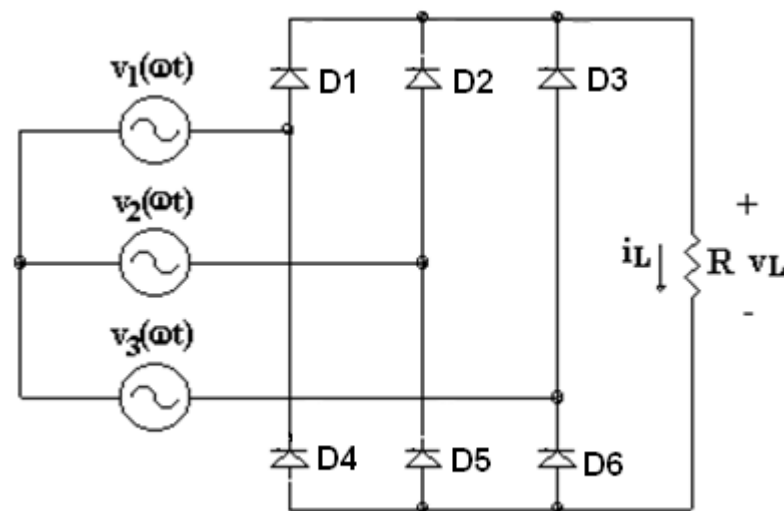 v1(ωt)
D1
D2
D3
v2(ωt)
+
iL
R
vL
-
v3(ωt)
D4
D5
D6